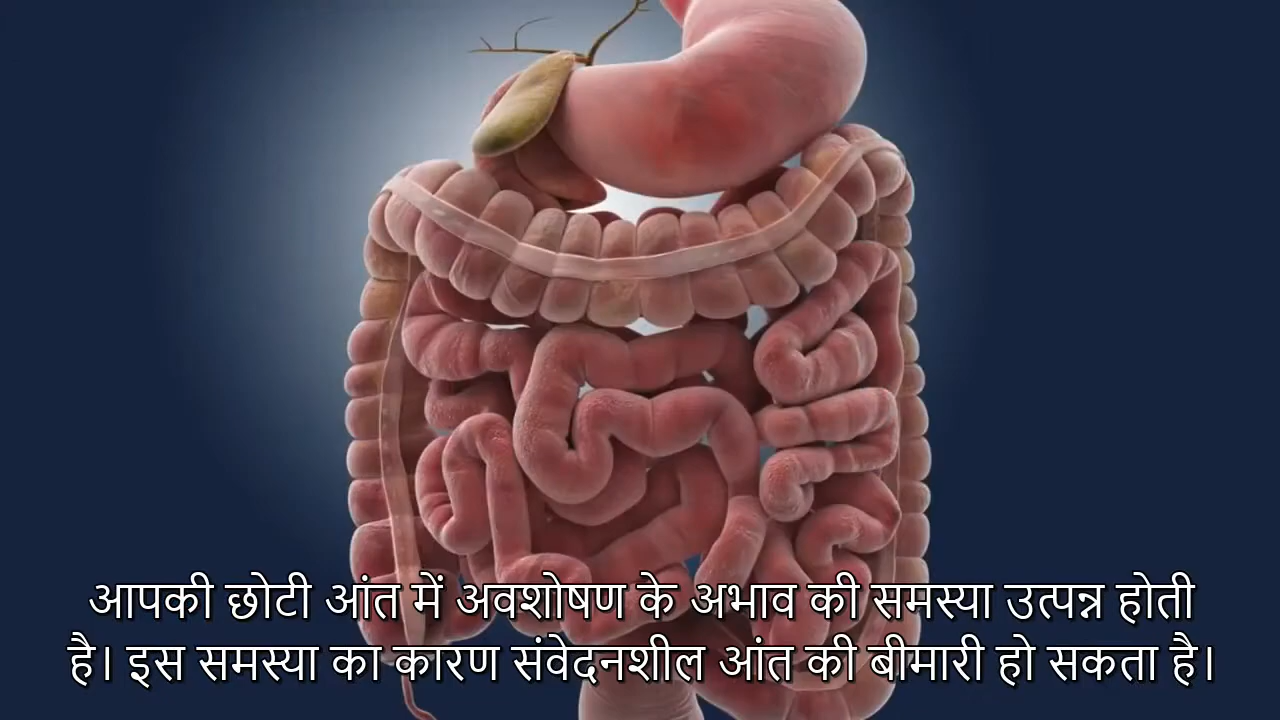 आपकी छोटी आंत में अवशोषण के अभाव की समस्या उत्पन्न होती
है। इस समस्या का कारण संवेदनशील आंत की बीमारी हो सकता है।